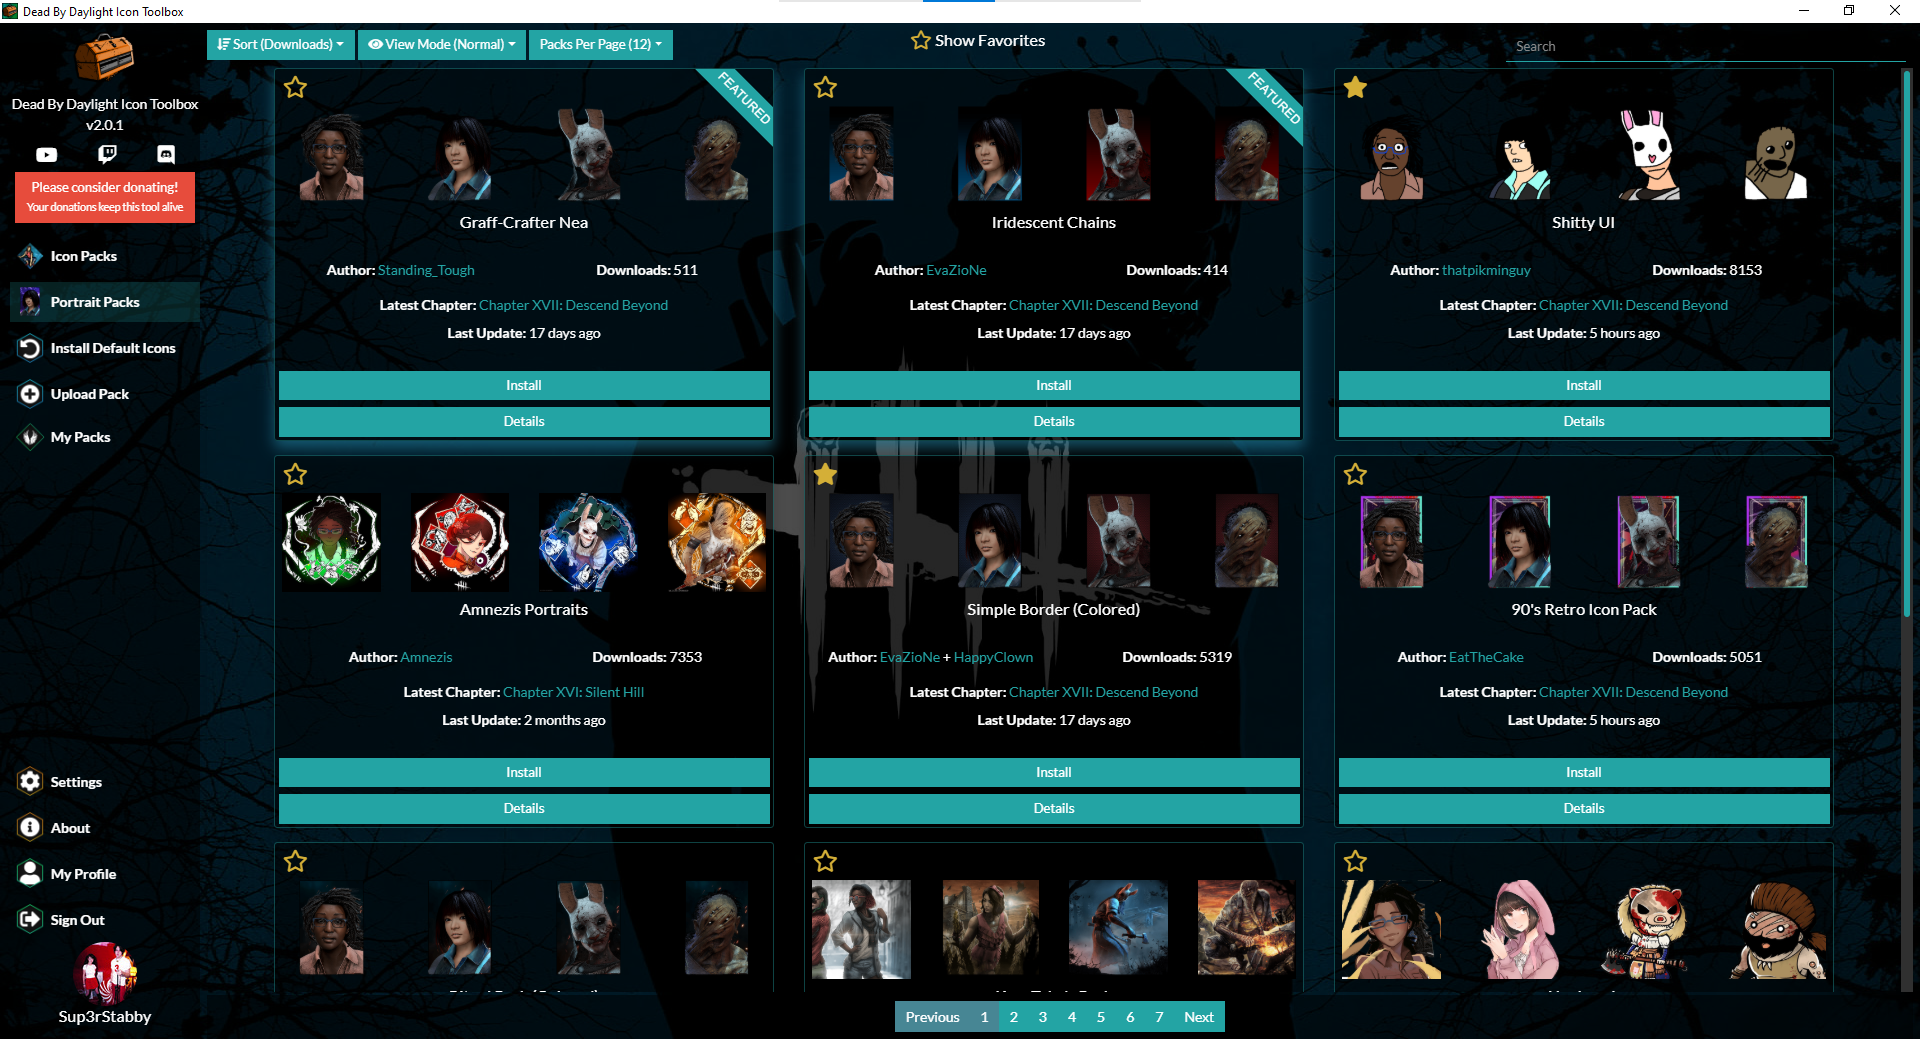 Dead By Daylight Icon Toolbox
Sort (Downloads)
View Mode (Normal)
Packs Per Page (12)
Show Favorites
Search
Dead By Daylight Icon Toolbox
v2.0.1
Please consider donating!
Your donations keep this tool alive
Icon Packs
Portrait Packs
Install Default Icons
Upload Pack
My Packs
Settings
About
My Profile
Sign Out
Sup3rStabby
FEATURED
Graff-Crafter Nea
Author: Standing_Tough
Downloads: 511
Latest Chapter: Chapter XVII: Descend Beyond
Last Update: 17 days ago
Install
Details
FEATURED
Iridescent Chains
Author: EvaZioNe
Downloads: 414
Latest Chapter: Chapter XVII: Descend Beyond
Last Update: 17 days ago
Install
Details
Shitty UI
Author: thatpikminguy
Downloads: 8153
Latest Chapter: Chapter XVII: Descend Beyond
Last Update: 5 hours ago
Install
Details
Amnezis Portraits
Author: Amnezis
Downloads: 7353
Latest Chapter: Chapter XVI: Silent Hill
Last Update: 2 months ago
Install
Details
Simple Border (Colored)
Author: EvaZioNe + HappyClown
Downloads: 5319
Latest Chapter: Chapter XVII: Descend Beyond
Last Update: 17 days ago
Install
Details
90's Retro Icon Pack
Author: EatTheCake
Downloads: 5051
Latest Chapter: Chapter XVII: Descend Beyond
Last Update: 5 hours ago
Install
Details
Previous 1 2 3 4 5 6 7 Next